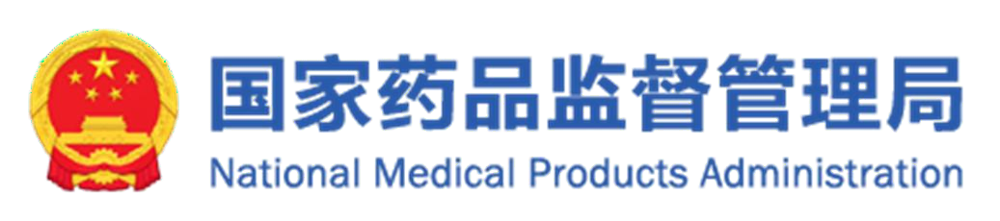 国家药品监督管理局
National Medical Products Administration